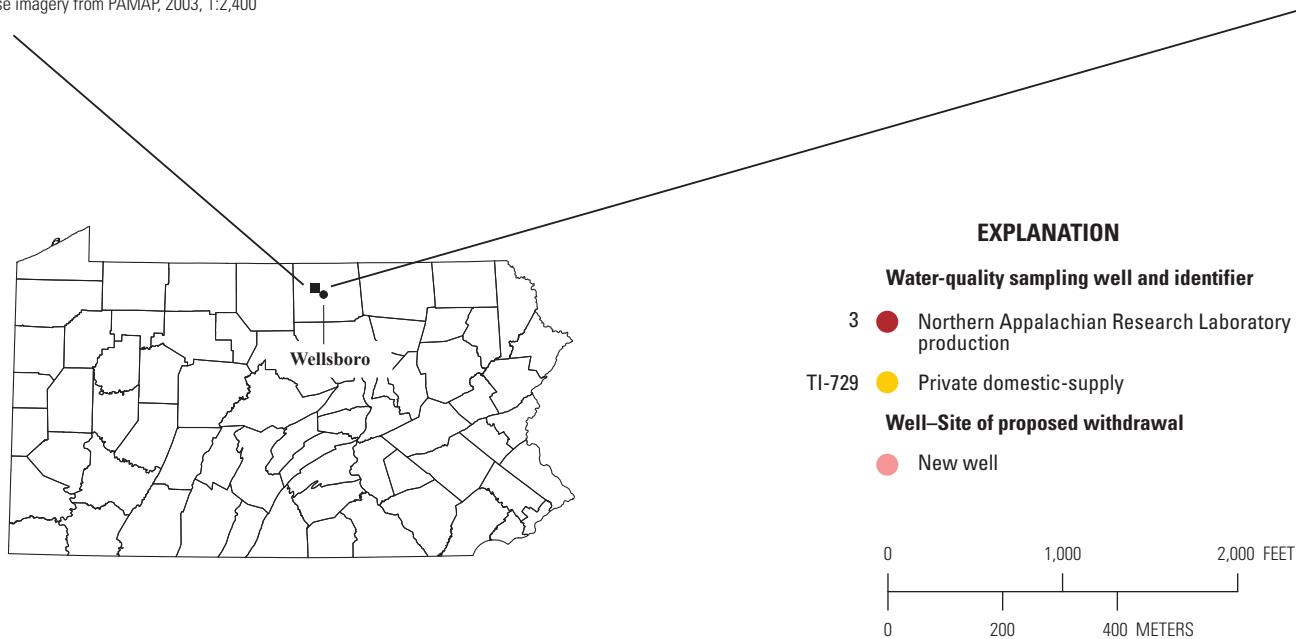 se imagery from PAMAP, 2003, 1:2,400
Wellsboro
EXPLANATION
Water-quality sampling well and identifier
3 Northern Appalachian Research Laboratory
production
TI-729 Private domestic-supply
Well–Site of proposed withdrawal
New well
0 1,000 2,000 FEET
0 200 400 METERS